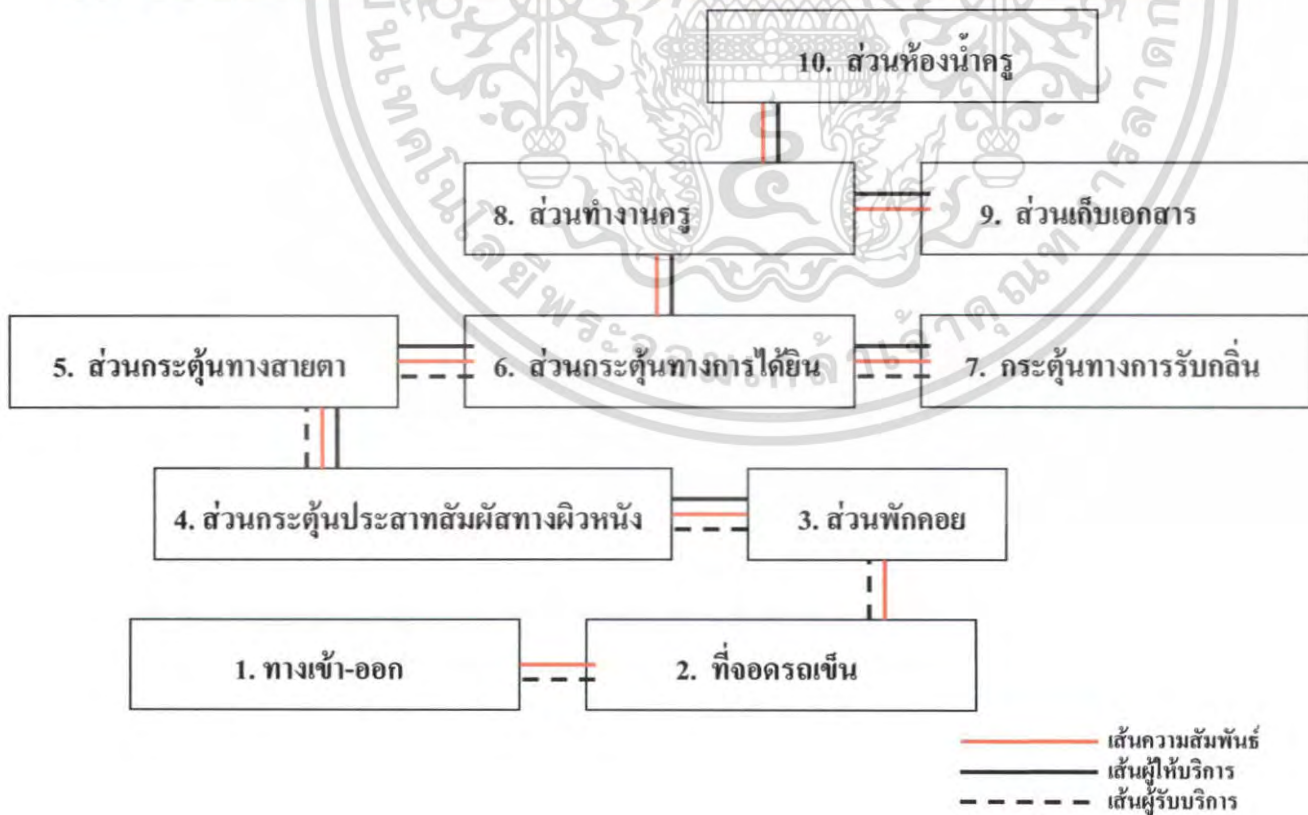 10. ส่วนห้องน้ำครู
8. ส่วนทำงานครู
9. ส่วนเก็บเอกสาร
5. ส่วนกระตุ้นทางสายตา
6. ส่วนกระตุ้นทางการได้ยิน
7. กระตุ้นทางการรับกลิ่น
4. ส่วนกระตุ้นประสาทสัมผัสทางผิวหนัง
3. ส่วนพักคอย
1. ทางเข้า-ออก
2. ที่จอดรถเข็น
เส้นความสัมพันธ์
เส้นผู้ให้บริการ
เส้นผู้รับบริการ